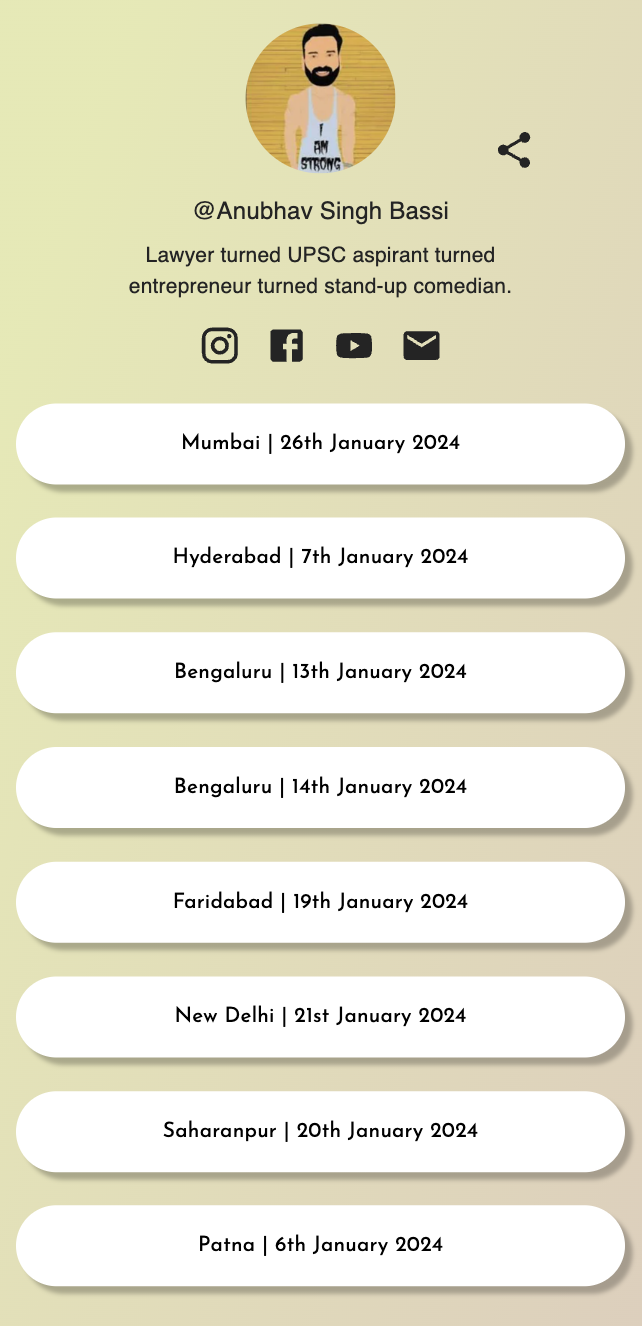 I
AM
STRONG
@Anubhav Singh Bassi
Lawyer turned UPSC aspirant turned
entrepreneur turned stand-up comedian.
Mumbai | 26th January 2024
Hyderabad | 7th January 2024
Bengaluru | 13th January 2024
Bengaluru | 14th January 2024
Faridabad | 19th January 2024
New Delhi | 21st January 2024
Saharanpur | 20th January 2024
Patna | 6th January 2024